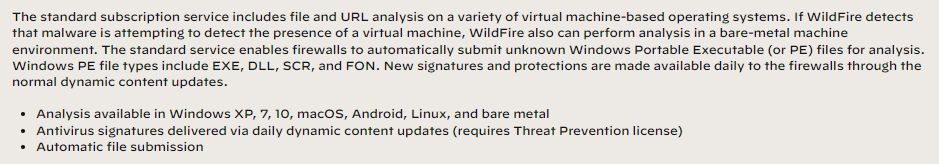 The standard subscription service includes file and URL analysis on a variety of virtual machine-based operating systems. If WildFire detects
that malware is attempting to detect the presence of a virtual machine, WildFire also can perform analysis in a bare-metal machine
environment. The standard service enables firewalls to automatically submit unknown Windows Portable Executable (or PE) files for analysis.
Windows PE file types include EXE, DLL, SCR, and FON. New signatures and protections are made available daily to the firewalls through the
normal dynamic content updates.
• Analysis available in Windows XP, 7, 10, macOS, Android, Linux, and bare metal
• Antivirus signatures delivered via daily dynamic content updates (requires Threat Prevention license)
• Automatic file submission